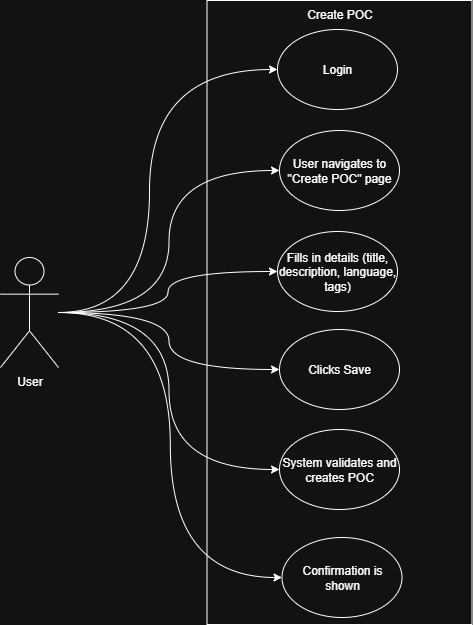 Create POC
Login
User navigates to
"Create POC" page
Fills in details (title,
description, language,
tags)
User
Clicks Save
System validates and
creates POC
Confirmation is
shown